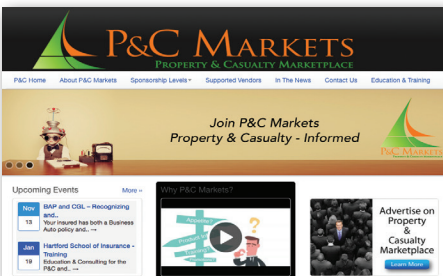 P&C MARKETS
PROPERTY & CASUALTY MARKETPLACE
P&C Home About P&C Markets Sponsorship Levels Supported Vendors In The News Contact Us Education & Training
Join P&C Markets
Property & Casualty - Informed
P&C MARKETS
Upcoming Events More »
Nov
13
BAP and CGL – Recognizing
and..
Your insured has both a Business
Auto policy and.. →
Jan
19
Hartford School of Insurance -
Training
Education & Consulting for the
P&C and.. →
Why P&C Markets?
Advertise on
Property
&
Casualty
Marketplace
Learn More